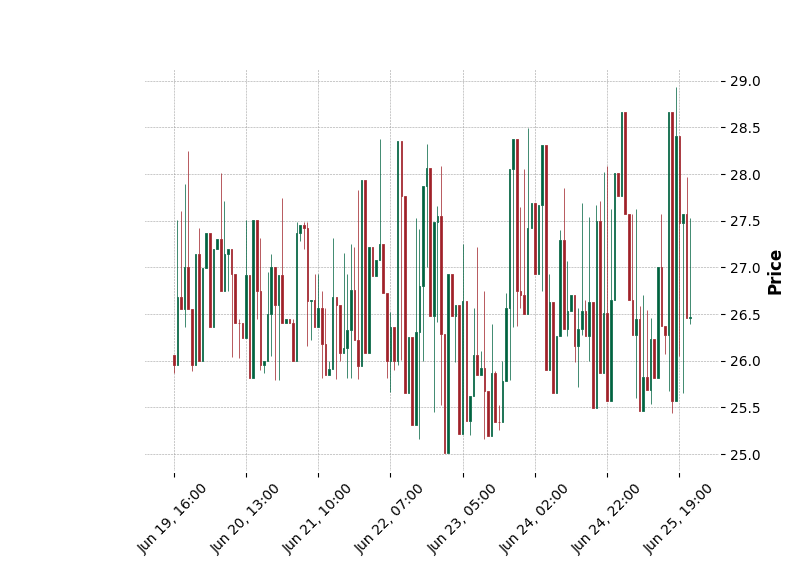 29.0
28.5
28.0
27.5
27.0
26.5
26.0
25.5
25.0
Price
Jun 19, 16:00
Jun 20, 13:00
Jun 21, 10:00
Jun 22, 07:00
Jun 23, 05:00
Jun 24, 02:00
Jun 24, 22:00
Jun 25, 19:00